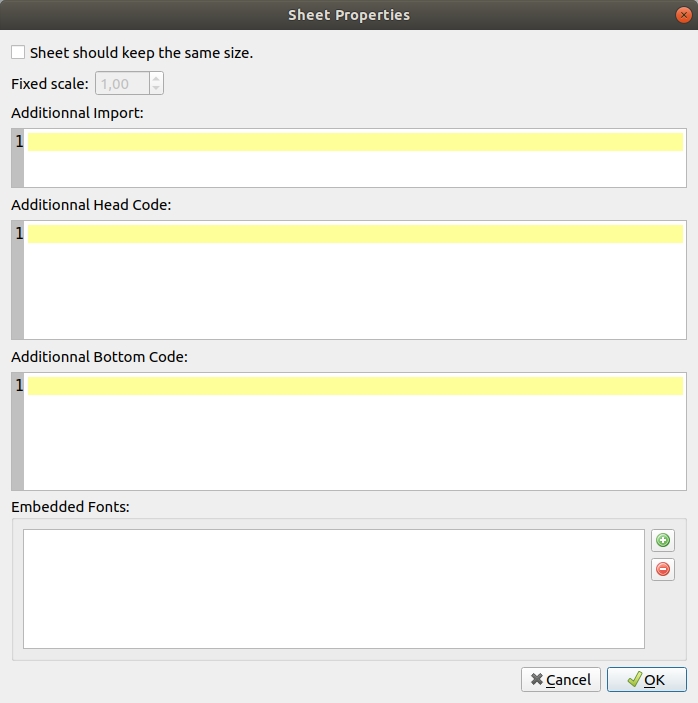 Sheet Properties
Sheet should keep the same size.
Fixed scale: 1,00
Additionnal Import:
1
Additionnal Head Code:
1
Additionnal Bottom Code:
1
Embedded Fonts:
Cancel OK